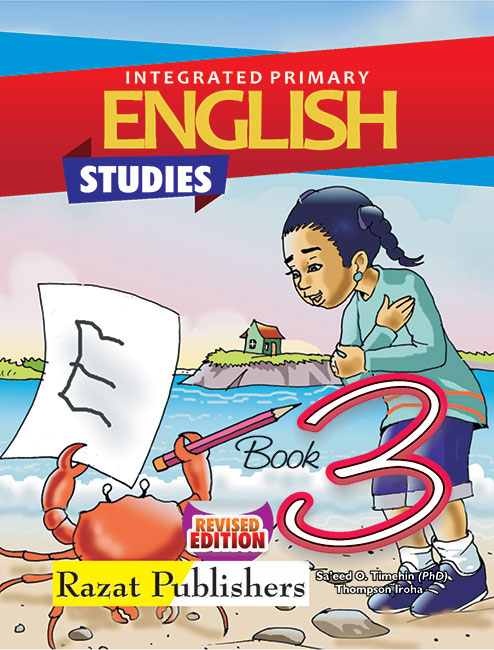 INTEGRATED PRIMARY
ENGLISH
STUDIES
E
Book 3
REVISED
EDITION
Razat Publishers
Sa'eed O. Timehin (PhD)
Thompson Iroha